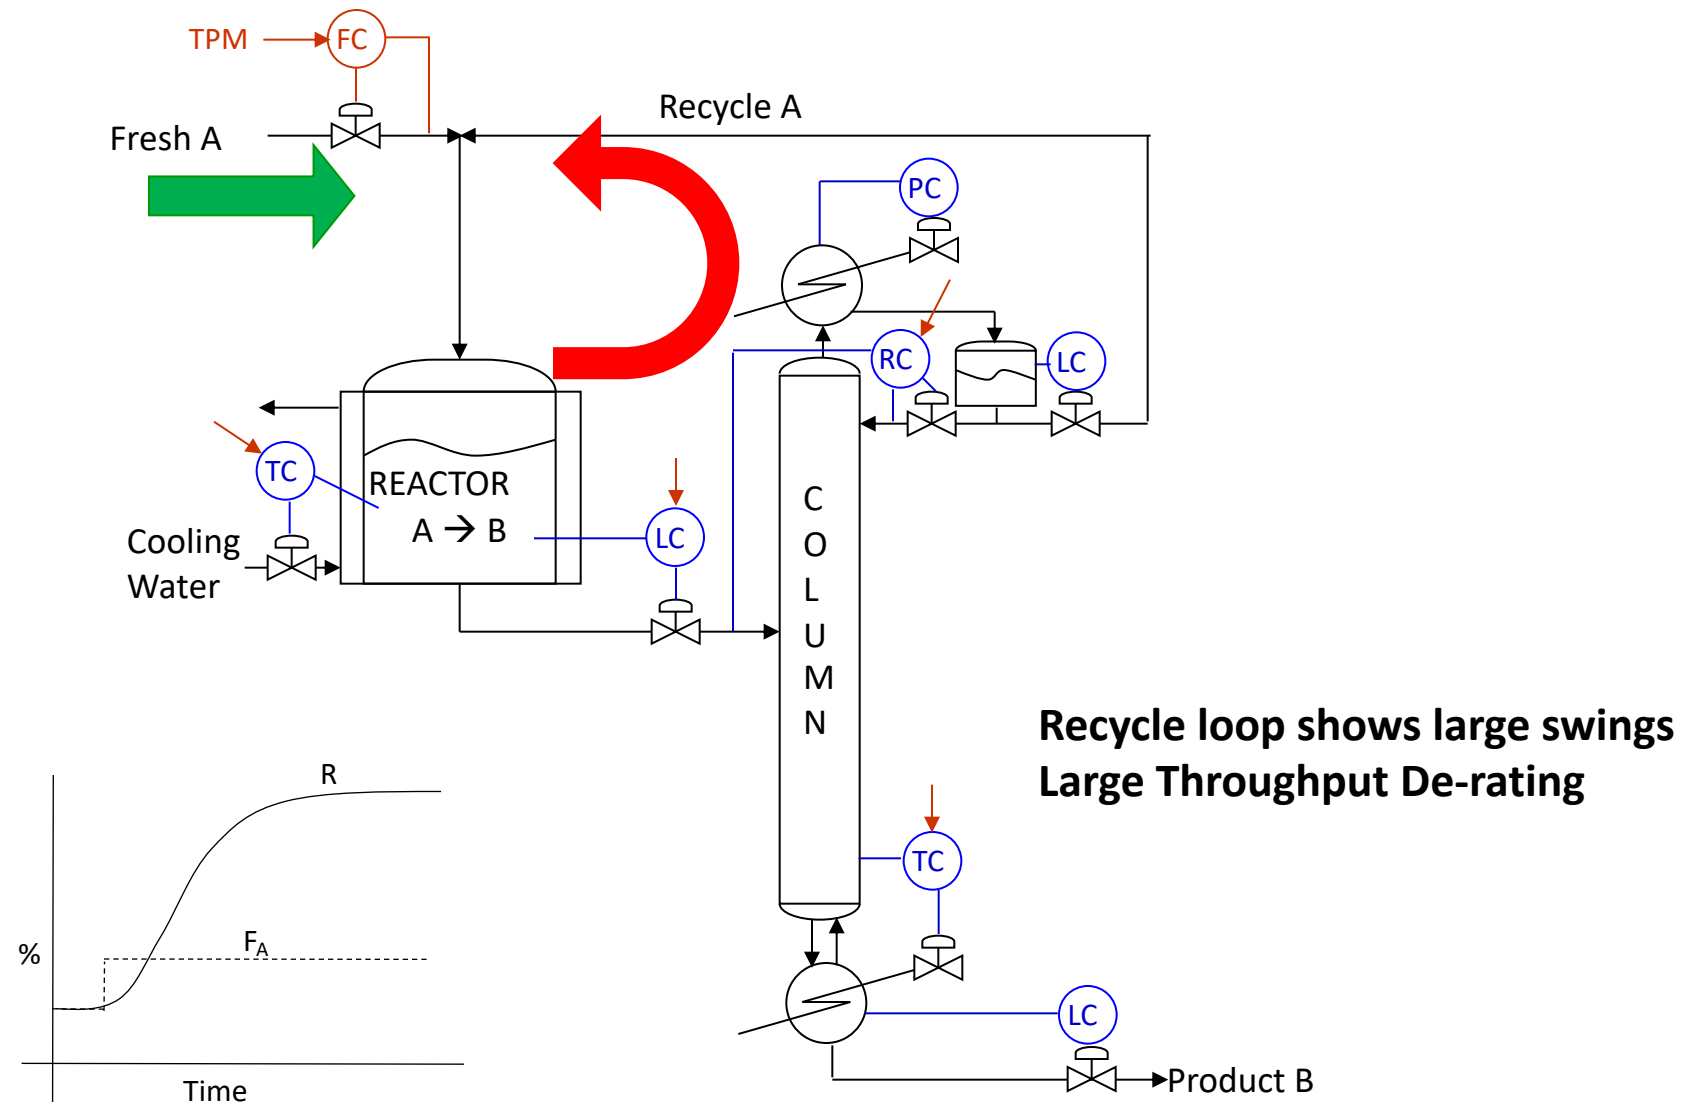 TPM
FC
Recycle A
Fresh A
PC
RC
LC
TC
REACTOR
A → B
LC
Cooling
Water
C
O
L
U
M
N
Recycle loop shows large swings
Large Throughput De-rating
R
F_A
%
Time
TC
LC
Product B